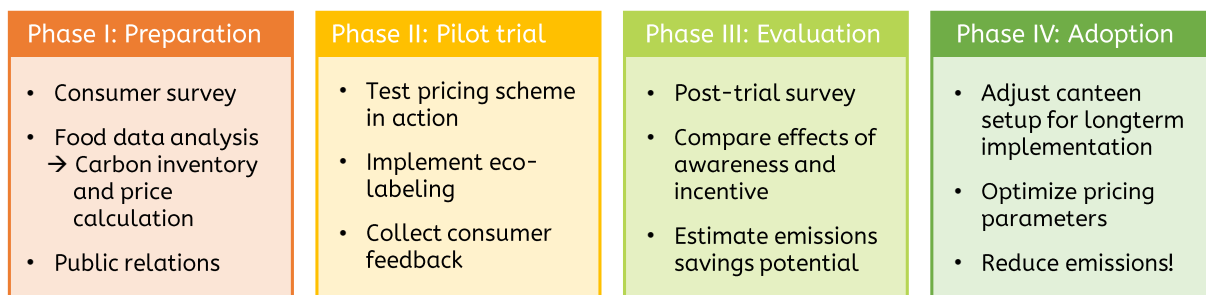 Phase I: Preparation
• Consumer survey
• Food data analysis
→ Carbon inventory
and price
calculation
• Public relations
Phase II: Pilot trial
• Test pricing scheme
in action
• Implement eco-
labeling
• Collect consumer
feedback
Phase III: Evaluation
• Post-trial survey
• Compare effects of
awareness and
incentive
• Estimate emissions
savings potential
Phase IV: Adoption
• Adjust canteen
setup for longterm
implementation
• Optimize pricing
parameters
• Reduce emissions!